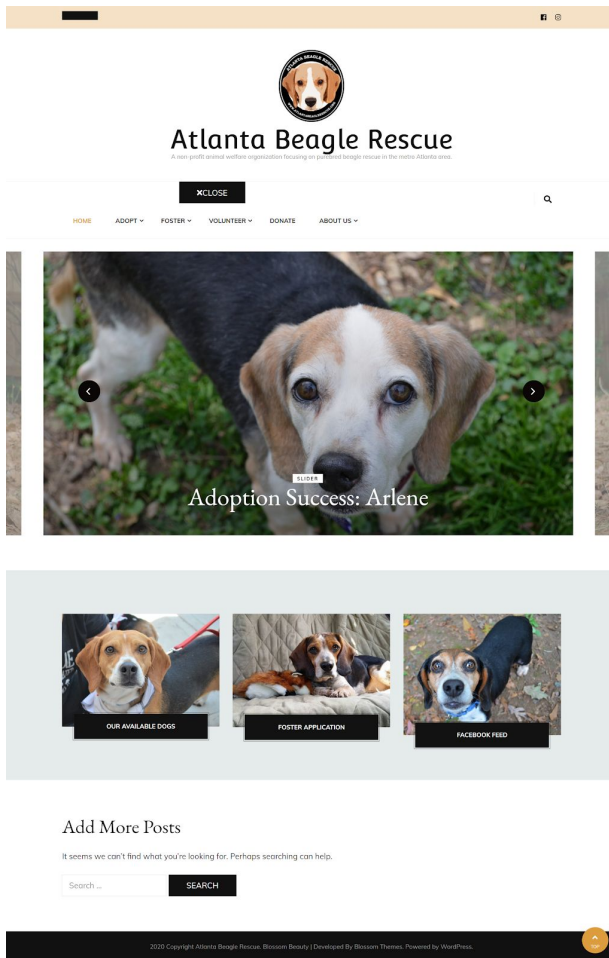 ATLANTA BEAGLE RESCUE
Atlanta Beagle Rescue
A non-profit animal welfare organization focusing on purebred beagle rescue in the metro Atlanta area.
CLOSE
HOME ADOPT FOSTER VOLUNTEER DONATE ABOUT US
SLIDER
Adoption Success: Arlene
OUR AVAILABLE DOGS
FOSTER APPLICATION
FACEBOOK FEED
Add More Posts
It seems we can't find what you're looking for. Perhaps searching can help.
Search ... SEARCH
TOP
2020 Copyright Atlanta Beagle Rescue. Blossom Beauty | Developed By Blossom Themes. Powered by WordPress.